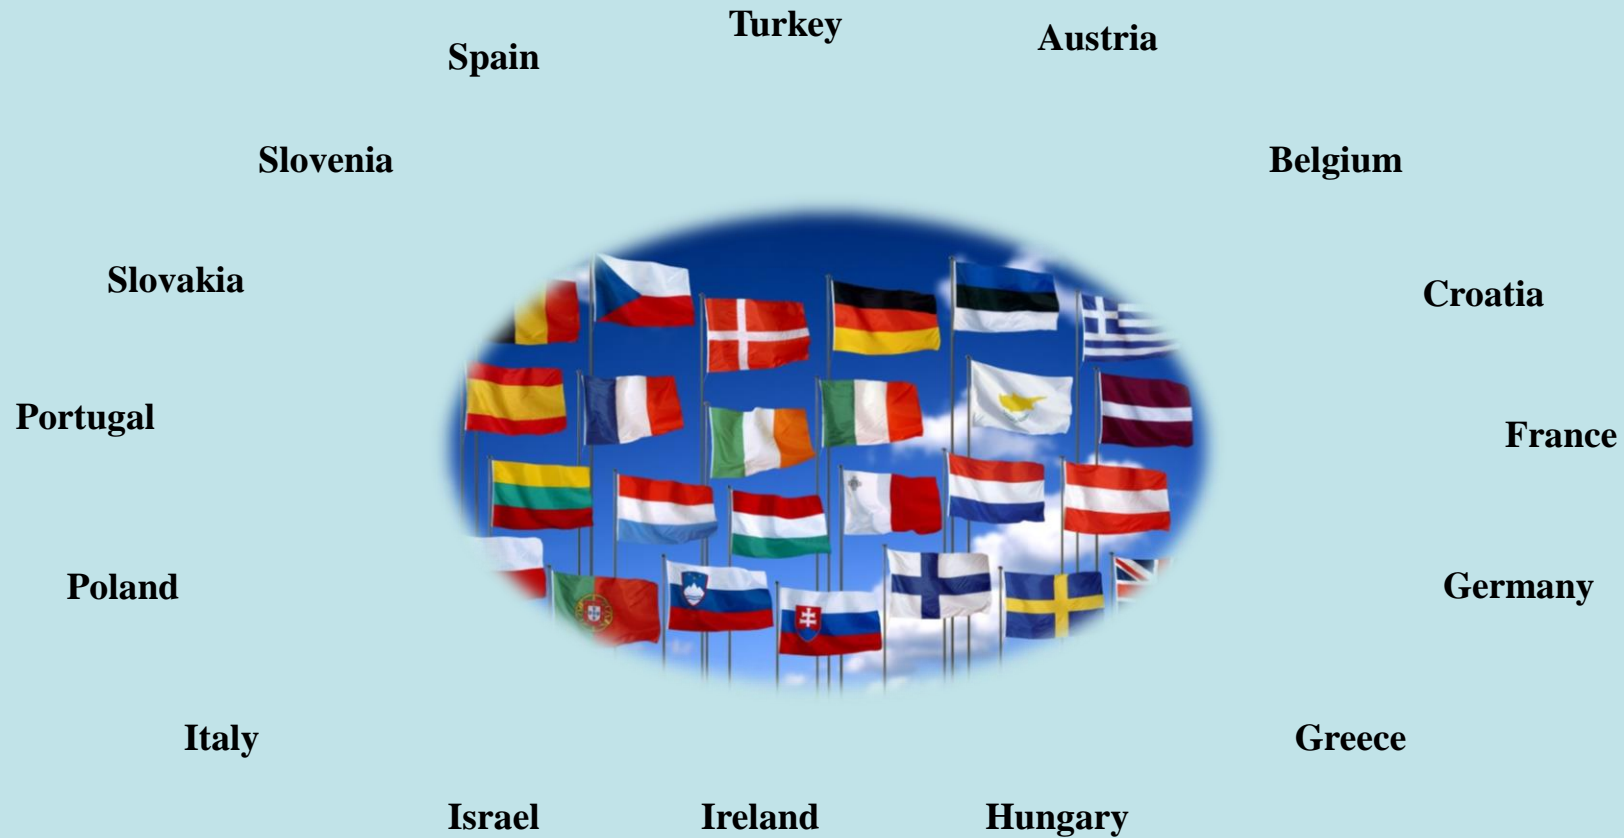 Turkey
Austria
Spain
Slovenia
Belgium
Slovakia
Croatia
Portugal
France
Poland
Germany
Italy
Greece
Israel
Ireland
Hungary